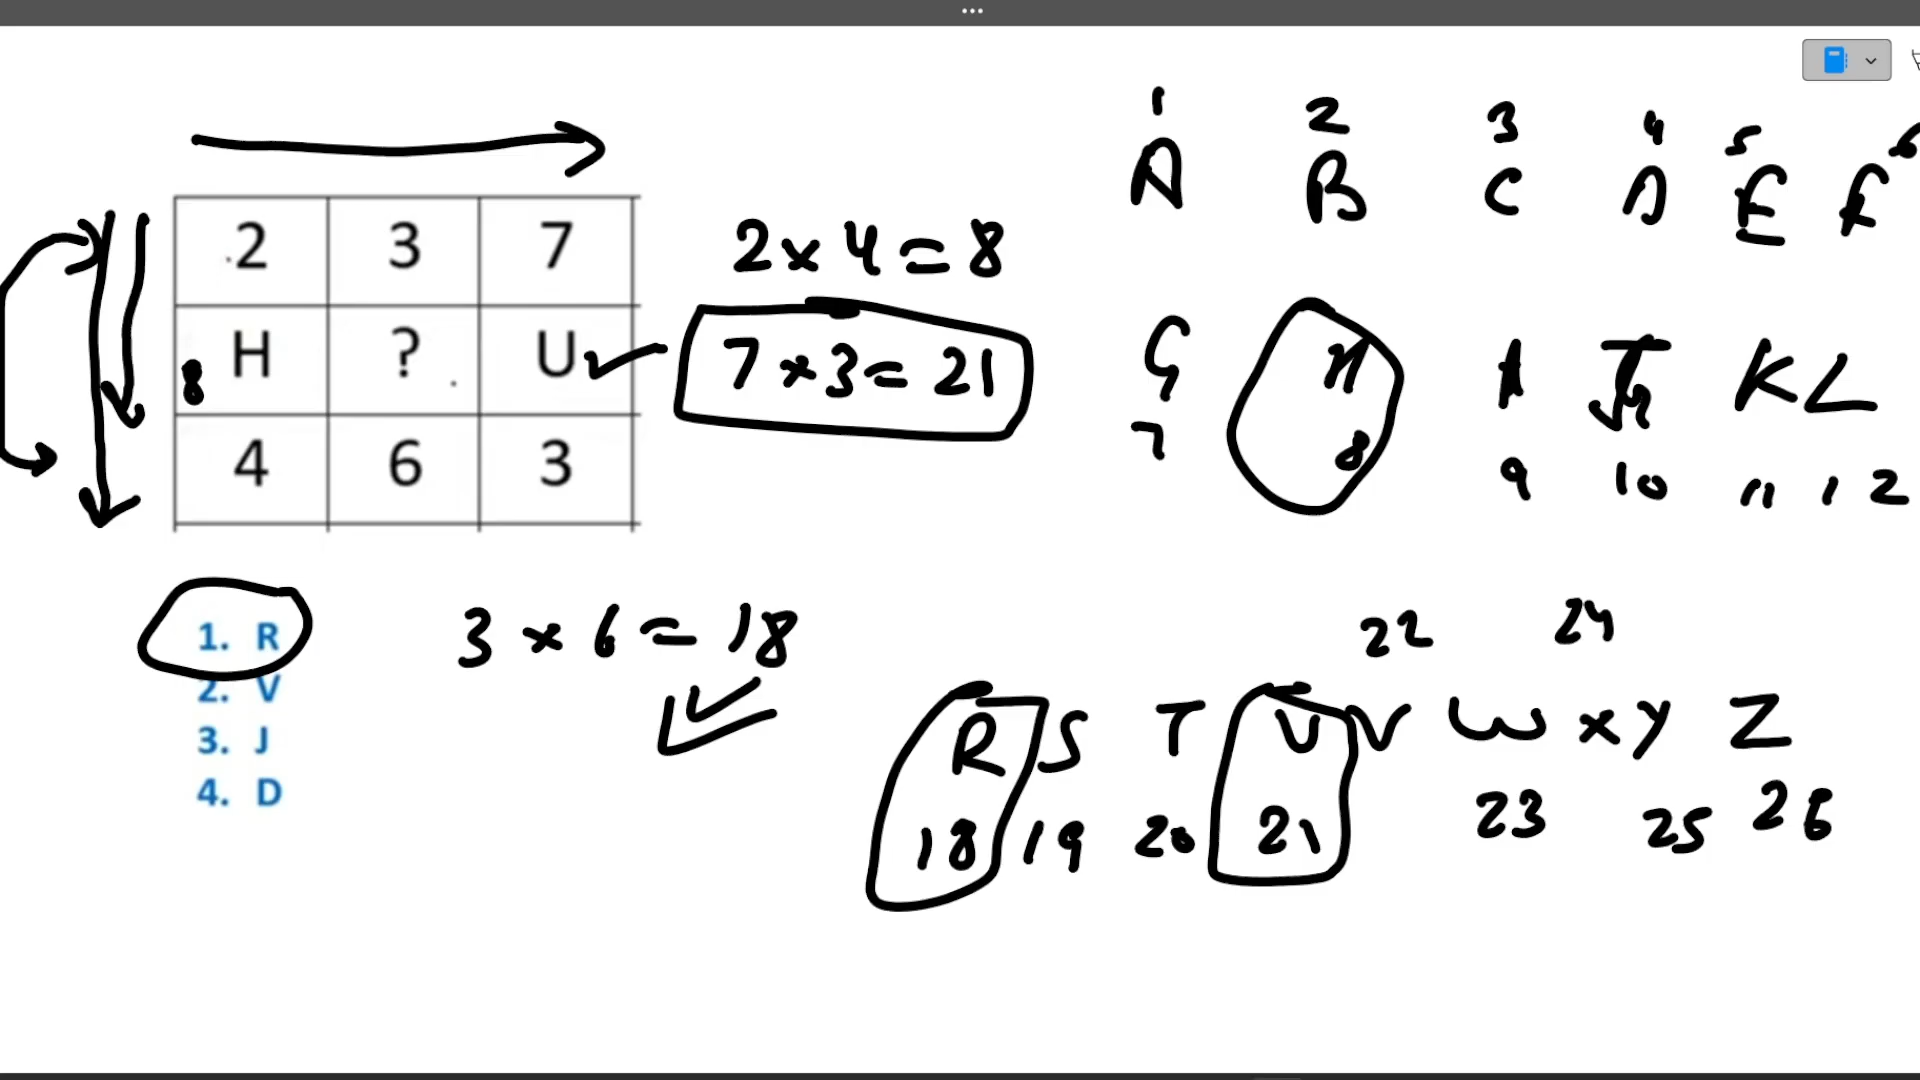 1 2 3 4 5 6
A B C D E F
2 3 7
2 x 4 = 8
H ? U
8
7 x 3 = 21
G H I J K L
7 8 9 10 11 12
4 6 3
1. R
2. V
3. J
4. D
3 x 6 = 18
22 24
R S T U V W X Y Z
18 19 20 21 23 25 26